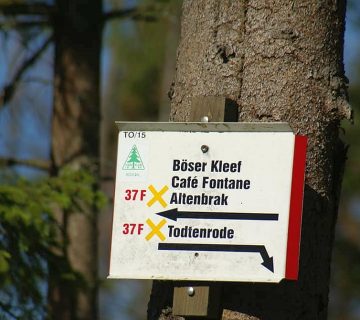 TO/15
Böser Kleef
Café Fontane
37F Altenbrak
37F Todtenrode